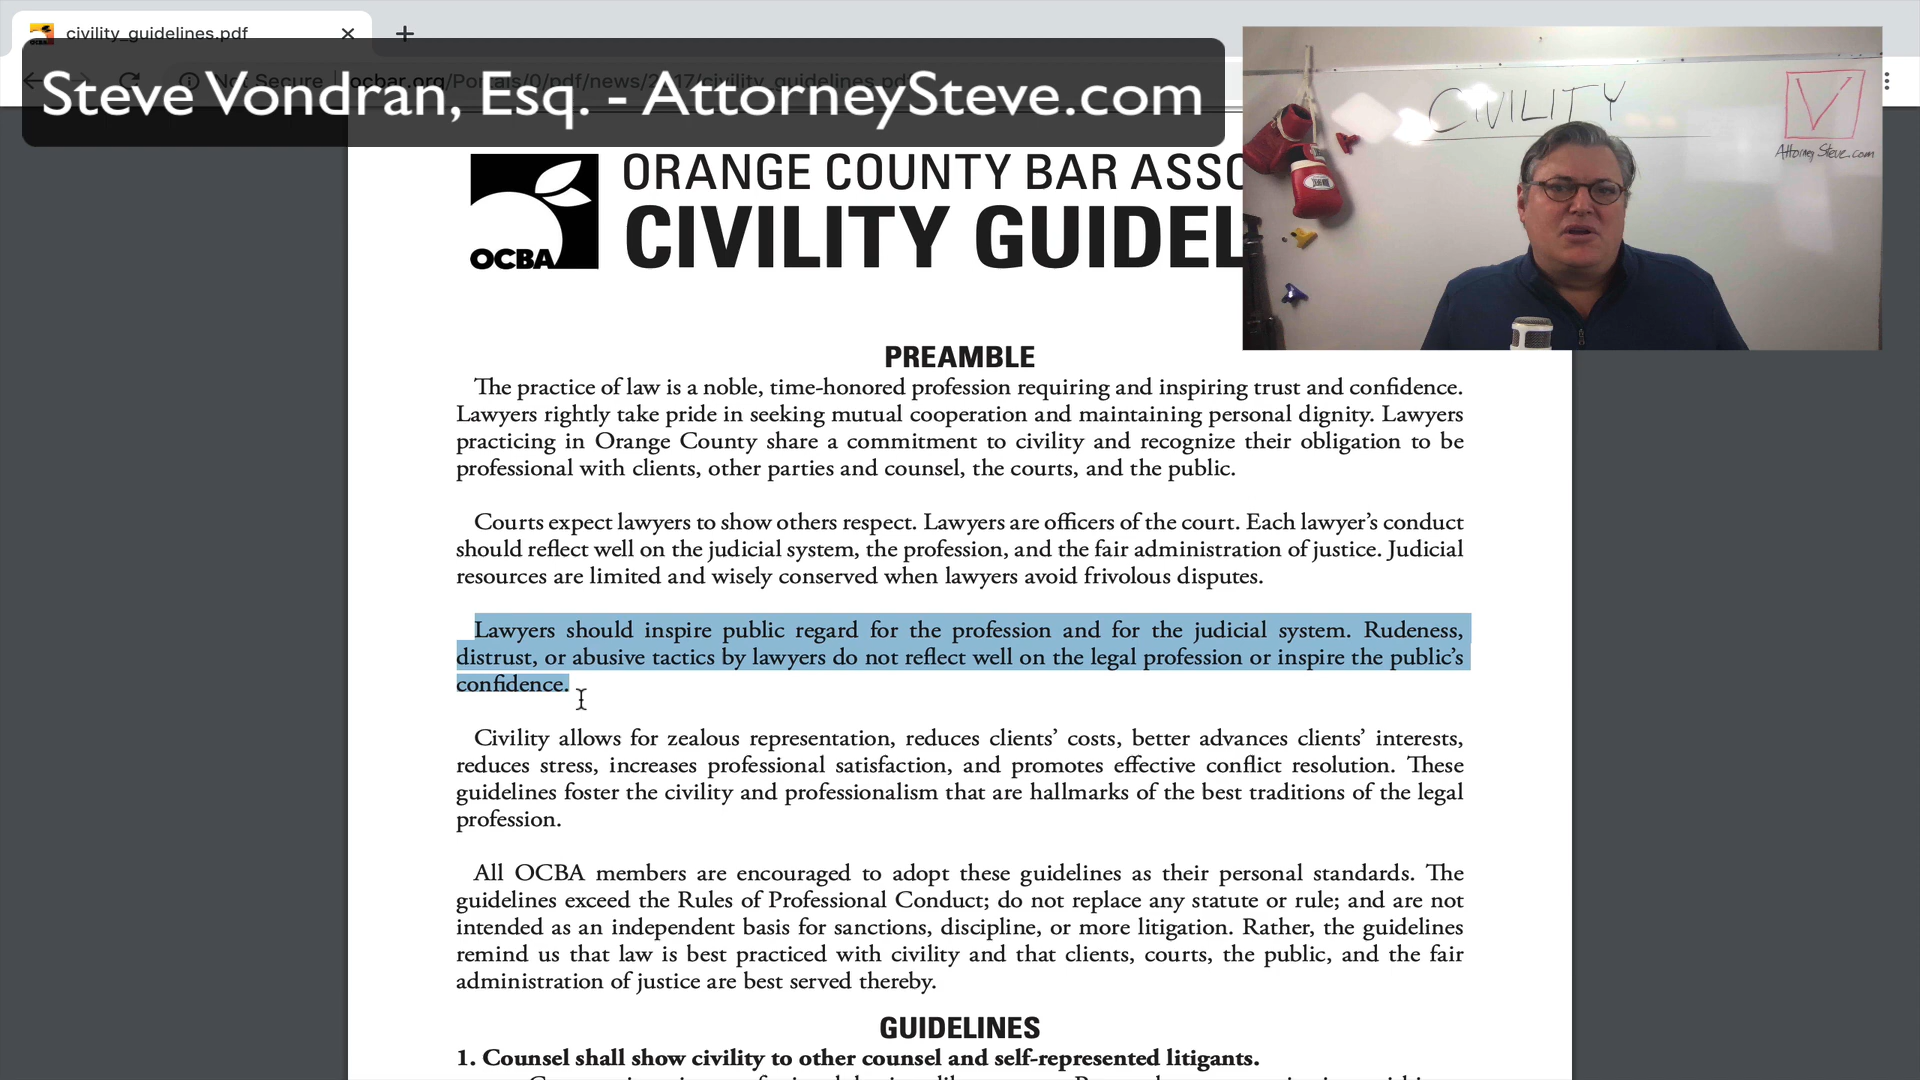 civility_guidelines.pdf
Not Secure ocbar.org/Portals/0/pdf/news/2017/civility_guidelines.pd
Steve Vondran, Esq. - AttorneySteve.com
CIVILITY
V
Attorney Steve.com
OCBA
ORANGE COUNTY BAR ASSO
CIVILITY GUIDEL
PREAMBLE
The practice of law is a noble, time-honored profession requiring and inspiring trust and confidence.
Lawyers rightly take pride in seeking mutual cooperation and maintaining personal dignity. Lawyers
practicing in Orange County share a commitment to civility and recognize their obligation to be
professional with clients, other parties and counsel, the courts, and the public.
Courts expect lawyers to show others respect. Lawyers are officers of the court. Each lawyer’s conduct
should reflect well on the judicial system, the profession, and the fair administration of justice. Judicial
resources are limited and wisely conserved when lawyers avoid frivolous disputes.
Lawyers should inspire public regard for the profession and for the judicial system. Rudeness,
distrust, or abusive tactics by lawyers do not reflect well on the legal profession or inspire the public’s
confidence.
Civility allows for zealous representation, reduces clients’ costs, better advances clients’ interests,
reduces stress, increases professional satisfaction, and promotes effective conflict resolution. These
guidelines foster the civility and professionalism that are hallmarks of the best traditions of the legal
profession.
All OCBA members are encouraged to adopt these guidelines as their personal standards. The
guidelines exceed the Rules of Professional Conduct; do not replace any statute or rule; and are not
intended as an independent basis for sanctions, discipline, or more litigation. Rather, the guidelines
remind us that law is best practiced with civility and that clients, courts, the public, and the fair
administration of justice are best served thereby.
GUIDELINES
1. Counsel shall show civility to other counsel and self-represented litigants.